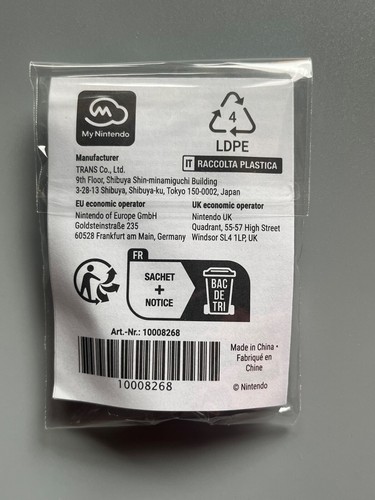 My Nintendo
4
LDPE
IT RACCOLTA PLASTICA
Manufacturer
TRANS Co., Ltd.
9th Floor, Shibuya Shin-minamiguchi Building
3-28-13 Shibuya, Shibuya-ku, Tokyo 150-0002, Japan
EU economic operator
Nintendo of Europe GmbH
Goldsteinstraße 235
60528 Frankfurt am Main, Germany
UK economic operator
Nintendo UK
Quadrant, 55-57 High Street
Windsor SL4 1LP, UK
FR
SACHET
+
NOTICE
BAC
DE
TRI
Art.-Nr.: 10008268
10008268
Made in China •
Fabriqué en
Chine
© Nintendo